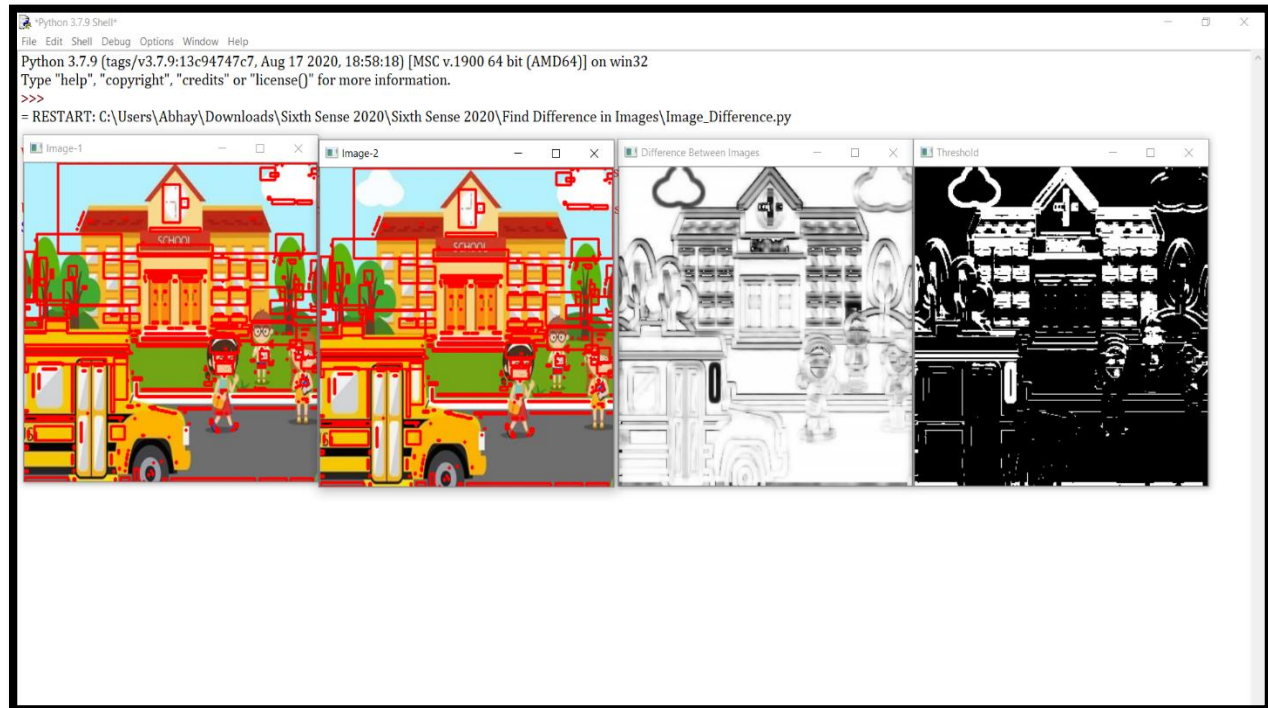 *Python 3.7.9 Shell*
File Edit Shell Debug Options Window Help
Python 3.7.9 (tags/v3.7.9:13c94747c7, Aug 17 2020, 18:58:18) [MSC v.1900 64 bit (AMD64)] on win32
Type "help", "copyright", "credits" or "license()" for more information.
>>>
= RESTART: C:\Users\Abhay\Downloads\Sixth Sense 2020\Sixth Sense 2020\Find Difference in Images\Image_Difference.py
Image-1
Image-2
Difference Between Images
Threshold
SCHOOL
SCHOOL